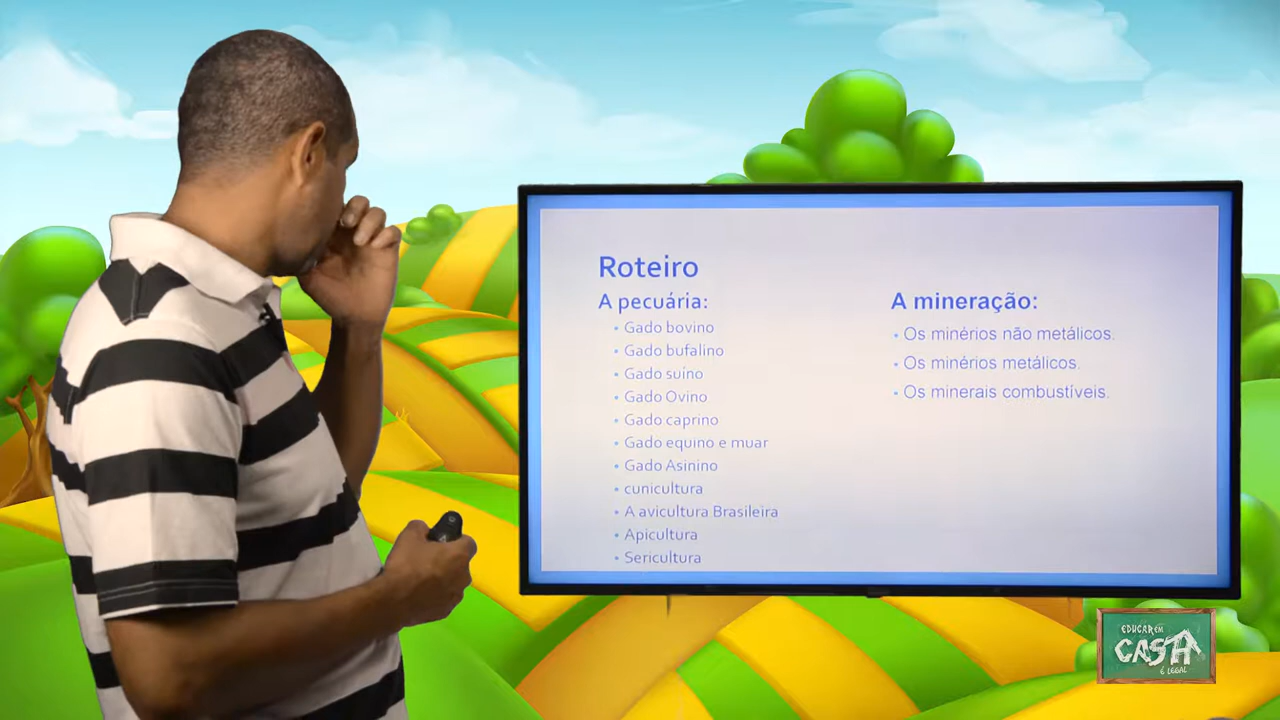 Roteiro
A pecuária:
• Gado bovino
• Gado bufalino
• Gado suíno
• Gado Ovino
• Gado caprino
• Gado equino e muar
• Gado Asinino
• cunicultura
• A avicultura Brasileira
• Apicultura
• Sericultura
A mineração:
• Os minérios não metálicos.
• Os minérios metálicos.
• Os minerais combustíveis.
EDUCAR EM
CASA
É LEGAL